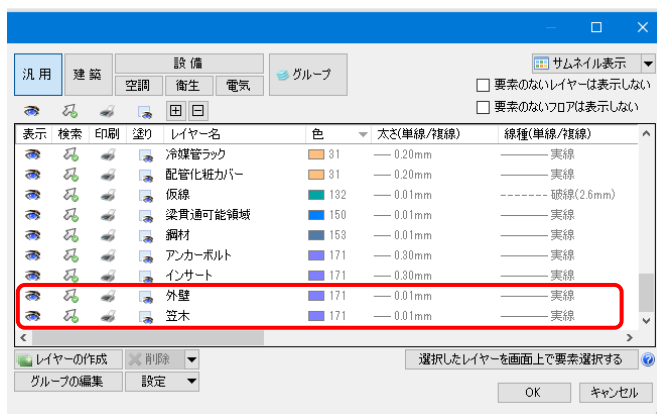 設 備
サムネイル表示
汎 用 建 築 グループ
空調 衛生 電気
要素のないレイヤーは表示しない
要素のないフロアは表示しない
表示 検索 印刷 塗り レイヤー名 色 太さ(単線/複線) 線種(単線/複線)
冷媒管ラック 31 0.20mm 実線
配管化粧カバー 31 0.20mm 実線
仮線 132 0.01mm 破線(2.6mm)
梁貫通可能領域 150 0.01mm 実線
鋼材 153 0.01mm 実線
アンカーボルト 171 0.30mm 実線
インサート 171 0.30mm 実線
外壁 171 0.01mm 実線
笠木 171 0.01mm 実線
レイヤーの作成 削除 選択したレイヤーを画面上で要素選択する
グループの編集 設定
OK キャンセル